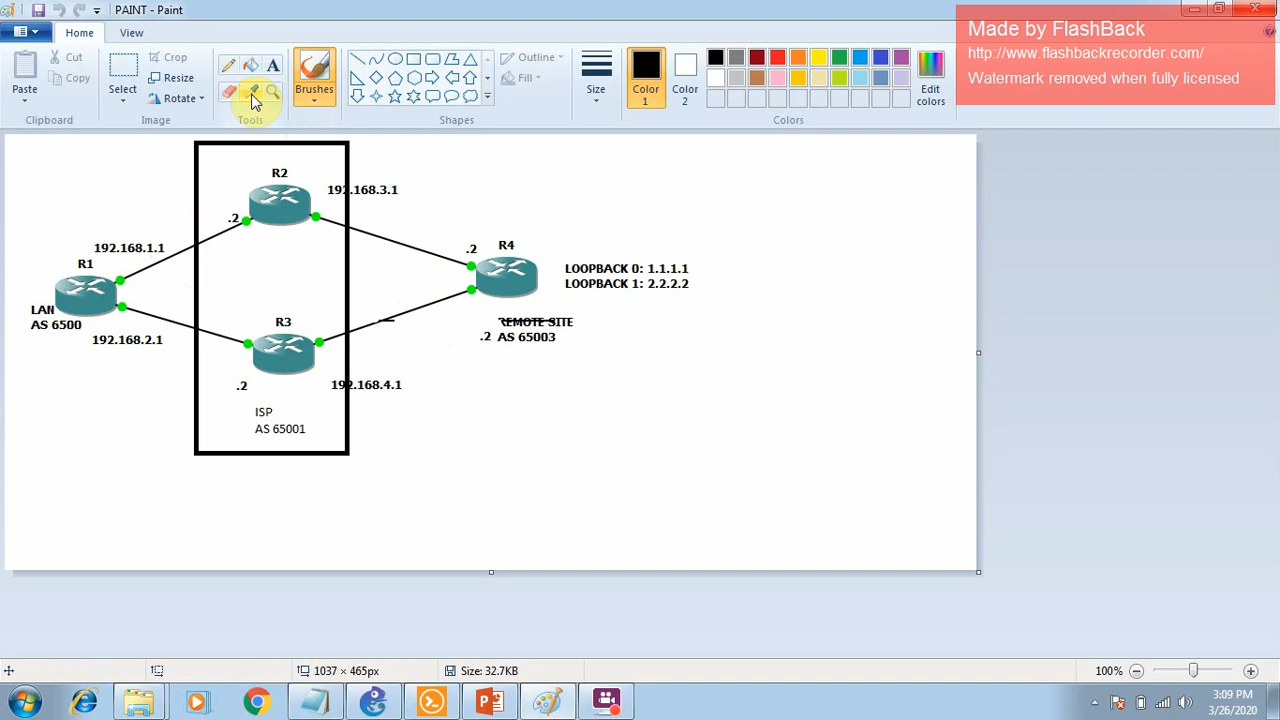 PAINT - Paint
Home
View
Paste
Cut
Copy
Clipboard
Select
Crop
Resize
Rotate
Image
A
Tools
Brushes
Outline
Fill
Shapes
Size
Color
1
Color
2
Edit
colors
Colors
Made by FlashBack
http://www.flashbackrecorder.com/
Watermark removed when fully licensed
R2
192.168.3.1
.2
192.168.1.1
R1
LAN
AS 6500
192.168.2.1
R3
.2
192.168.4.1
ISP
AS 65001
.2
R4
LOOPBACK 0: 1.1.1.1
LOOPBACK 1: 2.2.2.2
REMOTE SITE
.2 AS 65003
1037 × 465px
Size: 32.7KB
100%
3:09 PM
3/26/2020